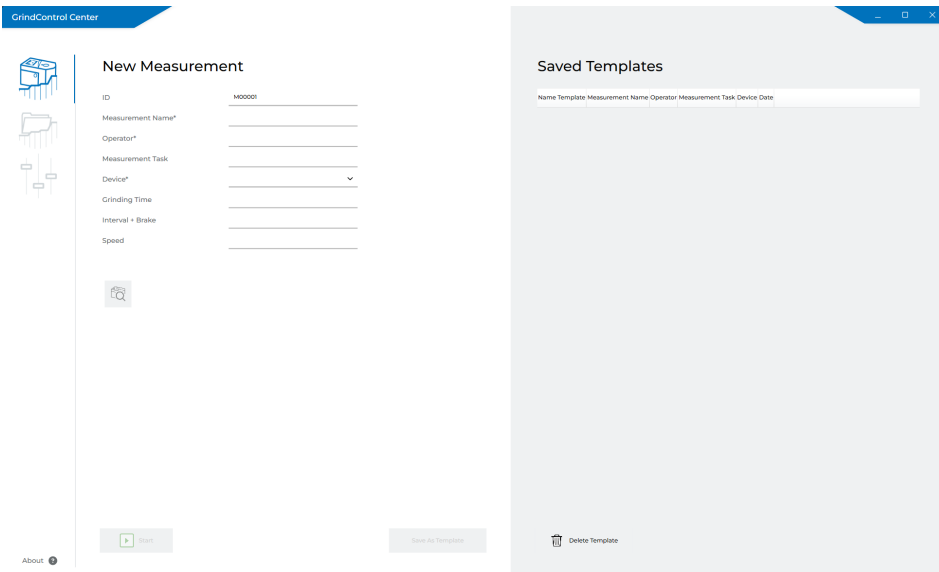 GrindControl Center
New Measurement
ID M00001
Measurement Name*
Operator*
Measurement Task
Device*
Grinding Time
Interval + Brake
Speed
Start
Save As Template
About ?
Saved Templates
Name Template Measurement Name Operator Measurement Task Device Date
Delete Template